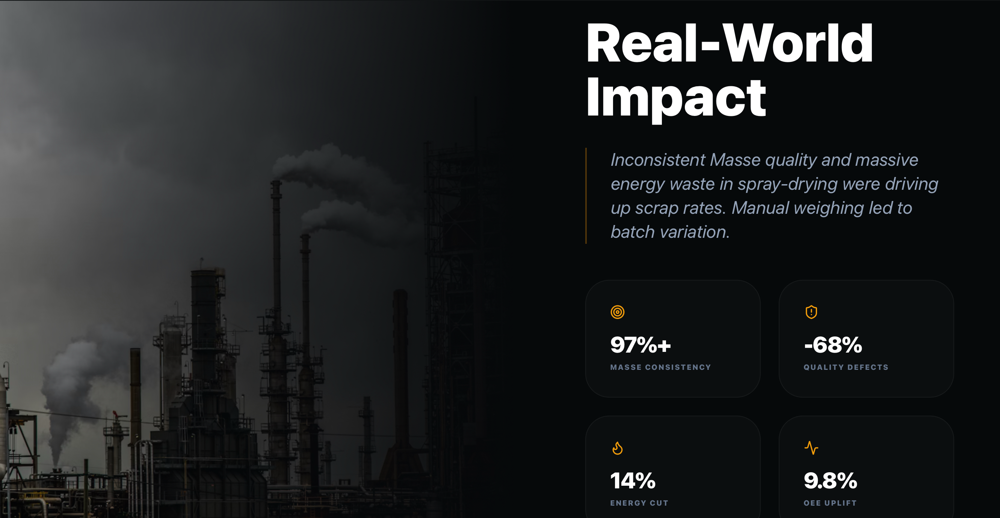 Real-World
Impact
Inconsistent Masse quality and massive
energy waste in spray-drying were driving
up scrap rates. Manual weighing led to
batch variation.
97%+
MASSE CONSISTENCY
-68%
QUALITY DEFECTS
14%
ENERGY CUT
9.8%
OEE UPLIFT